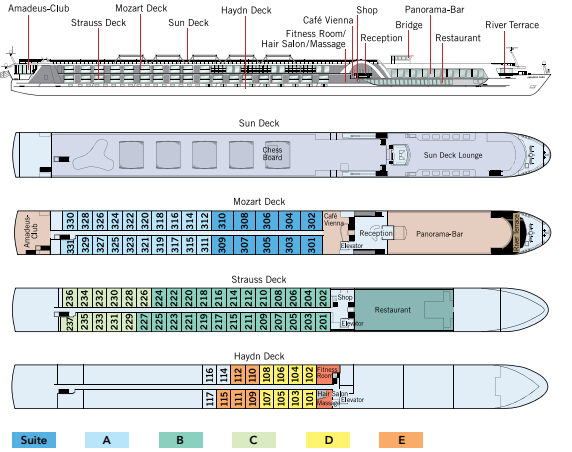 Amadeus-Club
Mozart Deck
Haydn Deck
Shop
Panorama-Bar
Strauss Deck
Sun Deck
Café Vienna
Bridge
River Terrace
Fitness Room/
Hair Salon/Massage
Reception
Restaurant
Sun Deck
Chess
Board
Sun Deck Lounge
Mozart Deck
Amadeus-
Club
330 328 326 324 322 320 318 316 314 312 310 308 306 304 302
331 329 327 325 323 321 319 317 315 311 309 307 305 303 301
Café
Vienna
Reception
Elevator
Panorama-Bar
River Terrace
Strauss Deck
236 234 232 230 228 226 224 222 220 218 216 214 212 210 208 206 204 202
237 235 233 231 229 227 225 223 221 219 217 215 211 209 207 205 203 201
Shop
Elevator
Restaurant
Haydn Deck
116 114 112 110 108 106 104 102
117 115 111 109 107 105 103 101
Fitness
Room
Hair Salon
Massage
Elevator
Suite A B C D E